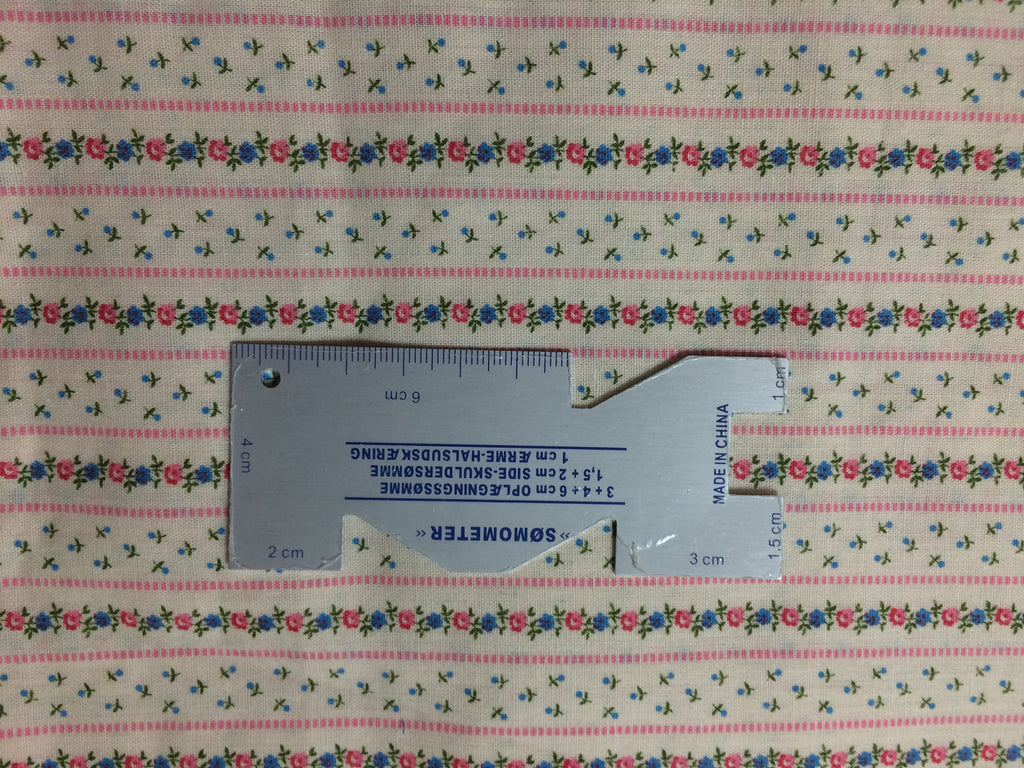 »SØMOMETER«
3 + 4 + 6 cm OPLÆGNINGSSØMME
1,5 + 2 cm SIDE-SKULDERSØMME
1 cm ÆRME-HALSUDSKÆRING
6 cm
4 cm
2 cm
3 cm
1,5 cm
1 cm
MADE IN CHINA